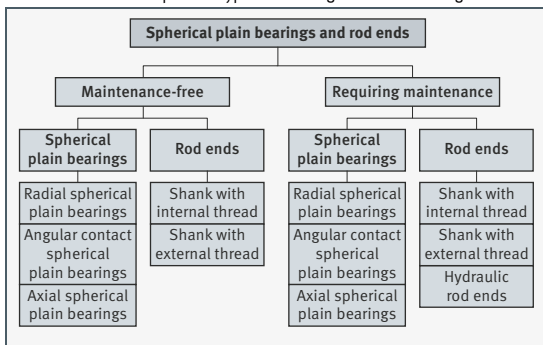 Spherical plain bearings and rod ends
Maintenance-free
Requiring maintenance
Spherical
plain bearings
Rod ends
Spherical
plain bearings
Rod ends
Radial spherical
plain bearings
Angular contact
spherical
plain bearings
Axial spherical
plain bearings
Shank with
internal thread
Shank with
external thread
Radial spherical
plain bearings
Angular contact
spherical
plain bearings
Axial spherical
plain bearings
Shank with
internal thread
Shank with
external thread
Hydraulic
rod ends